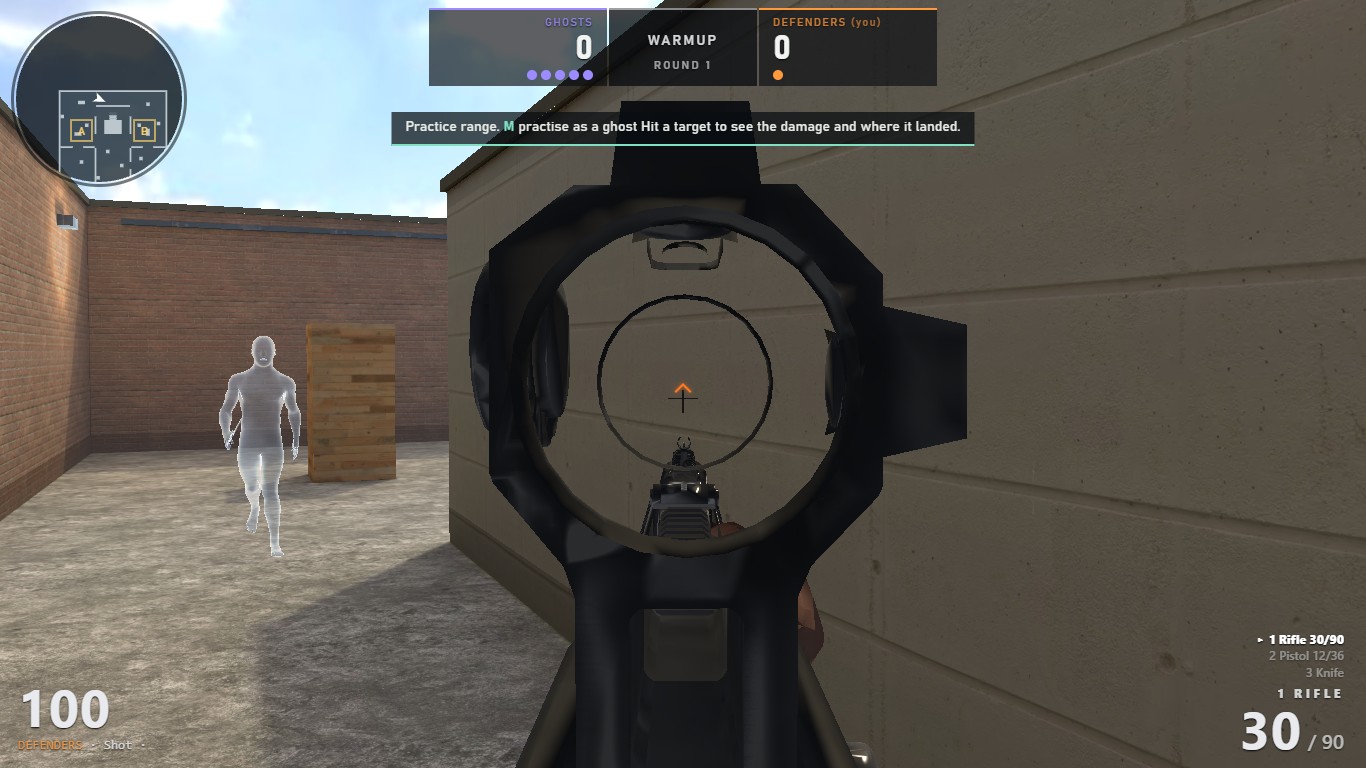 GHOSTS
0
WARMUP
ROUND 1
DEFENDERS (you)
0
Practice range. M practise as a ghost Hit a target to see the damage and where it landed.
A
B
▸ 1 Rifle 30/90
2 Pistol 12/36
3 Knife
1 RIFLE
30 / 90
100
DEFENDERS · Shot ·